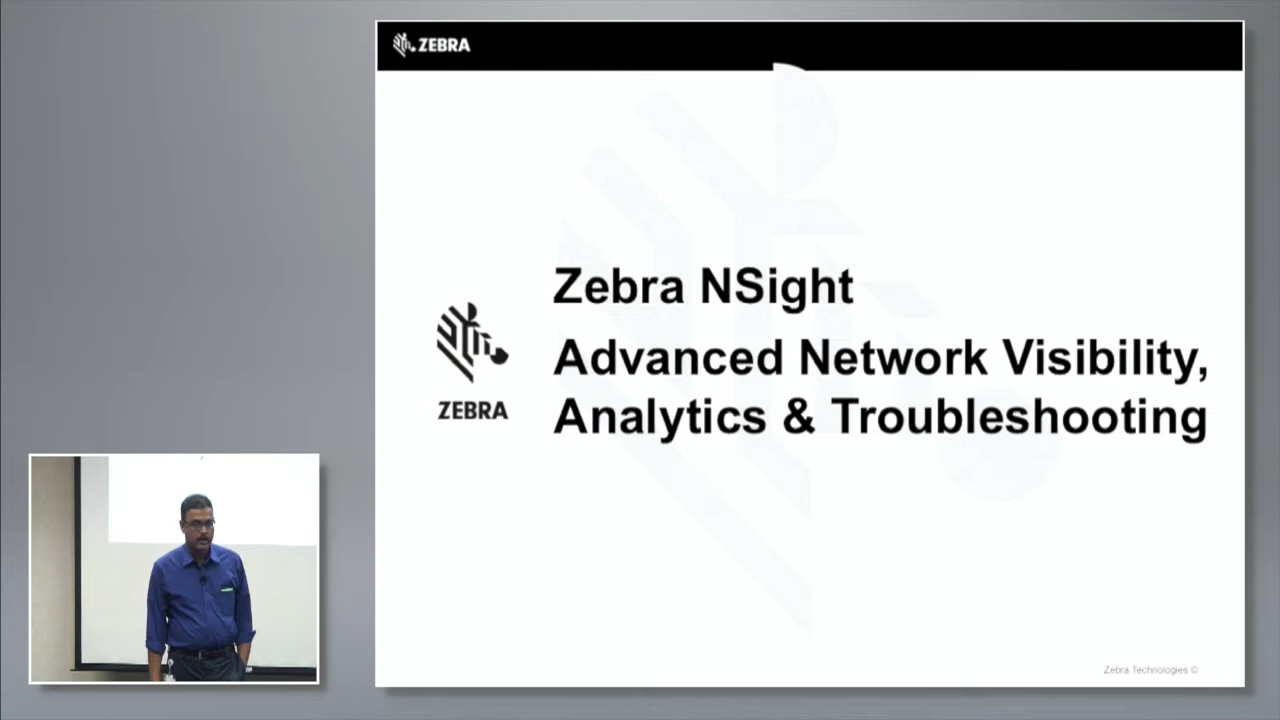 ZEBRA
Zebra NSight
Advanced Network Visibility,
Analytics & Troubleshooting
ZEBRA
Zebra Technologies ©